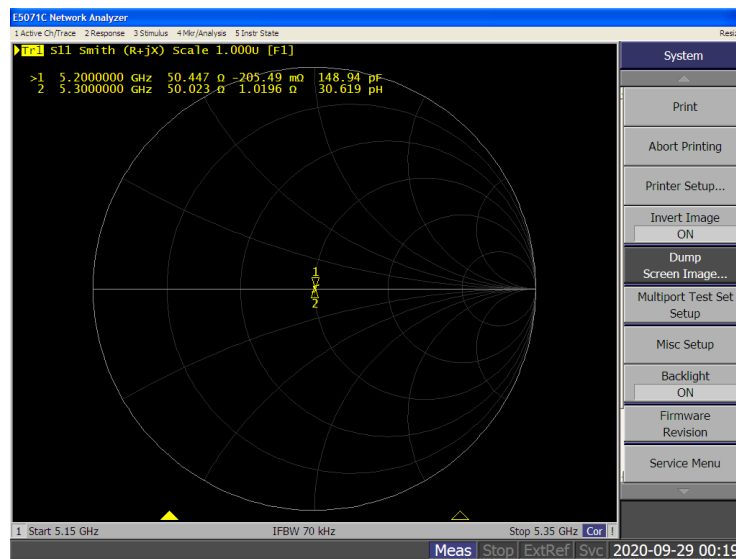 E5071C Network Analyzer
1 Active Ch/Trace 2 Response 3 Stimulus 4 Mkr/Analysis 5 Instr State
Tr1 S11 Smith (R+jX) Scale 1.000U [F1]
>1 5.2000000 GHz 50.447 Ω -205.49 mΩ 148.94 pF
2 5.3000000 GHz 50.023 Ω 1.0196 Ω 30.619 pH
1
2
1 Start 5.15 GHz IFBW 70 kHz Stop 5.35 GHz Cor !
Meas Stop ExtRef Svc 2020-09-29 00:19
System
Print
Abort Printing
Printer Setup...
Invert Image
ON
Dump
Screen Image...
Multiport Test Set
Setup
Misc Setup
Backlight
ON
Firmware
Revision
Service Menu